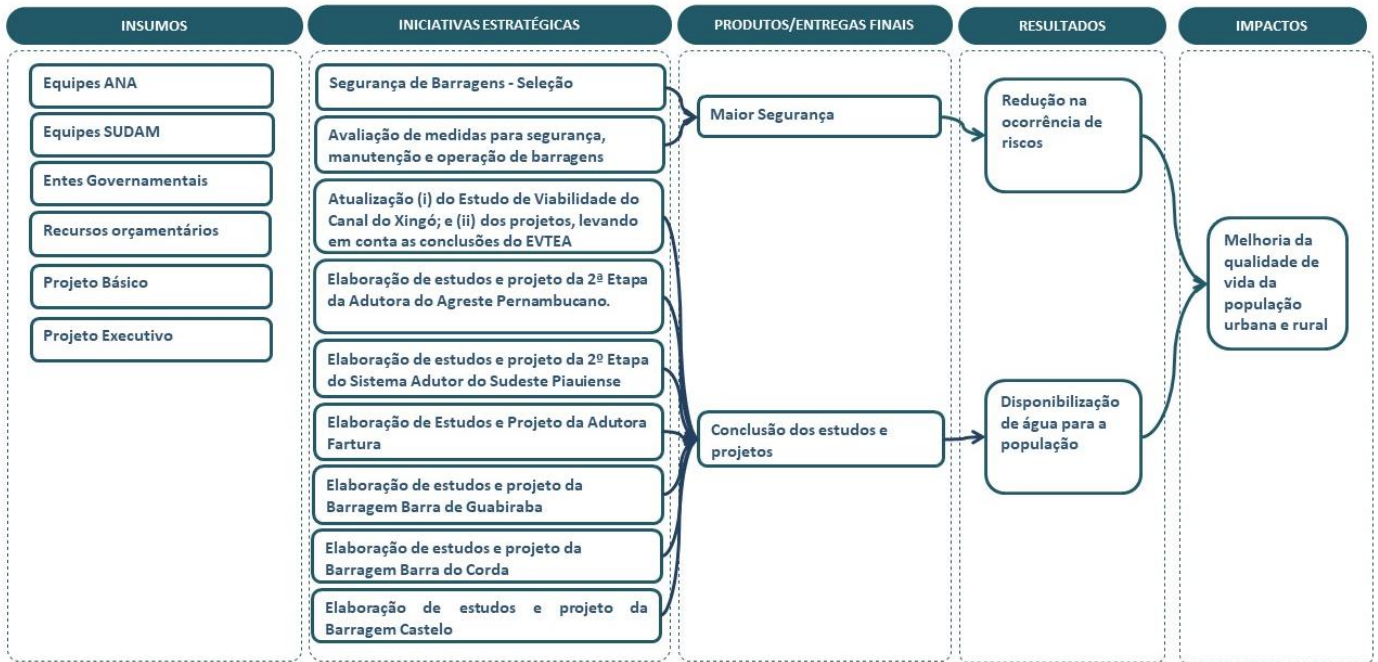 INSUMOS
INICIATIVAS ESTRATÉGICAS
PRODUTOS/ENTREGAS FINAIS
RESULTADOS
IMPACTOS
Equipes ANA
Equipes SUDAM
Entes Governamentais
Recursos orçamentários
Projeto Básico
Projeto Executivo
Segurança de Barragens - Seleção
Avaliação de medidas para segurança,
manutenção e operação de barragens
Atualização (i) do Estudo de Viabilidade do
Canal do Xingó; e (ii) dos projetos, levando
em conta as conclusões do EVTEA
Elaboração de estudos e projeto da 2ª Etapa
da Adutora do Agreste Pernambucano.
Elaboração de estudos e projeto da 2º Etapa
do Sistema Adutor do Sudeste Piauiense
Elaboração de Estudos e Projeto da Adutora
Fartura
Elaboração de estudos e projeto da
Barragem Barra de Guabiraba
Elaboração de estudos e projeto da
Barragem Barra do Corda
Elaboração de estudos e projeto da
Barragem Castelo
Maior Segurança
Conclusão dos estudos e
projetos
Redução na
ocorrência de
riscos
Disponibilização
de água para a
população
Melhoria da
qualidade de
vida da
população
urbana e rural